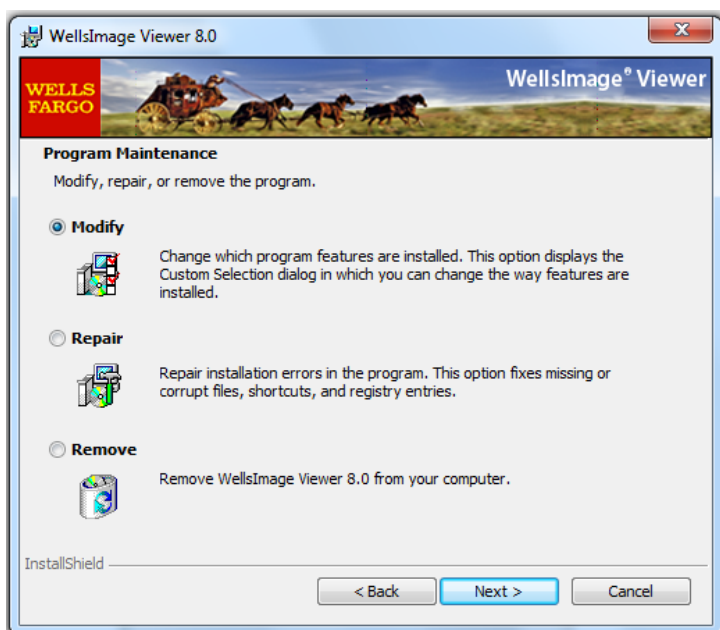 WellsImage Viewer 8.0
WELLS
FARGO
WellsImage® Viewer
Program Maintenance
Modify, repair, or remove the program.
Modify
Change which program features are installed. This option displays the
Custom Selection dialog in which you can change the way features are
installed.
Repair
Repair installation errors in the program. This option fixes missing or
corrupt files, shortcuts, and registry entries.
Remove
Remove WellsImage Viewer 8.0 from your computer.
InstallShield
< Back
Next >
Cancel